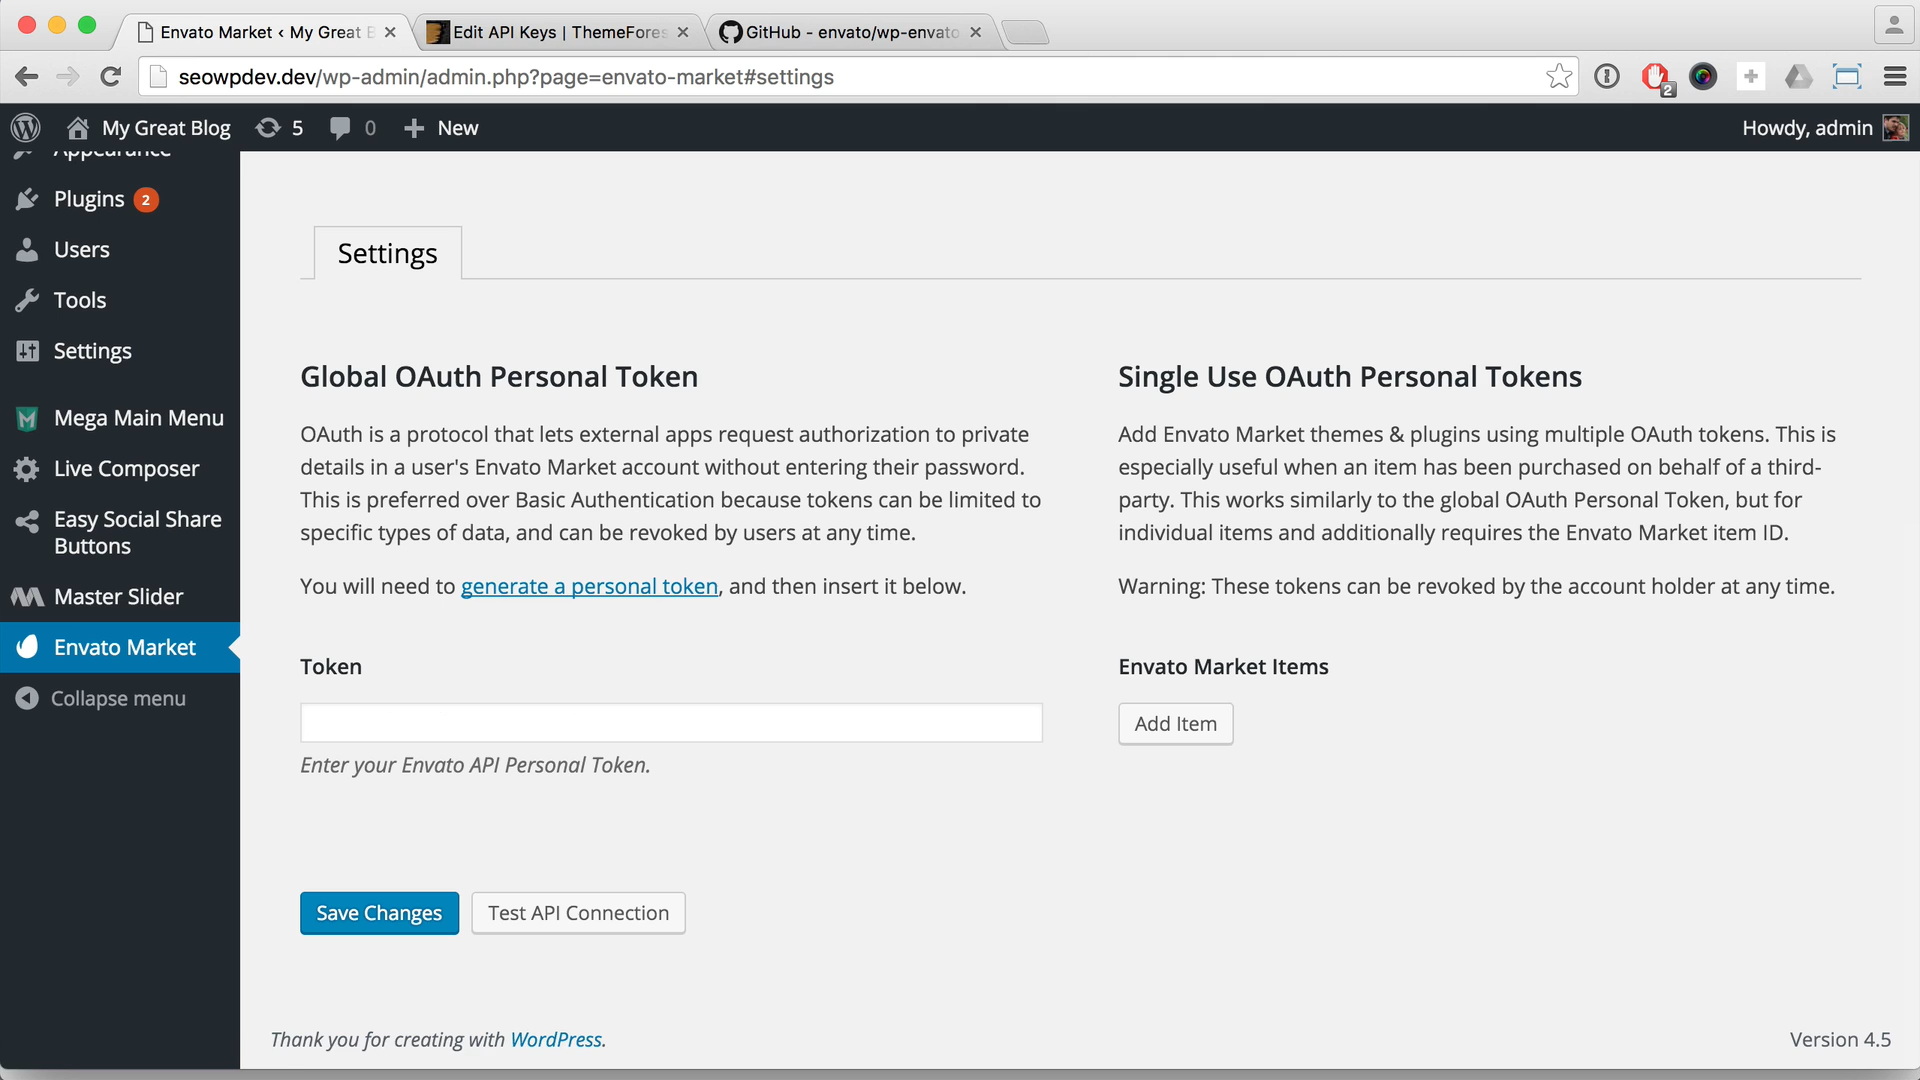 Envato Market ‹ My Great B
Edit API Keys | ThemeFores
GitHub - envato/wp-envato
seowpdev.dev/wp-admin/admin.php?page=envato-market#settings
2
My Great Blog
5
0
New
Howdy, admin
Appearance
Plugins 2
Users
Tools
Settings
Mega Main Menu
Live Composer
Easy Social Share
Buttons
Master Slider
Envato Market
Collapse menu
Settings
Global OAuth Personal Token
OAuth is a protocol that lets external apps request authorization to private
details in a user's Envato Market account without entering their password.
This is preferred over Basic Authentication because tokens can be limited to
specific types of data, and can be revoked by users at any time.
You will need to generate a personal token, and then insert it below.
Token
Enter your Envato API Personal Token.
Save Changes
Test API Connection
Single Use OAuth Personal Tokens
Add Envato Market themes & plugins using multiple OAuth tokens. This is
especially useful when an item has been purchased on behalf of a third-
party. This works similarly to the global OAuth Personal Token, but for
individual items and additionally requires the Envato Market item ID.
Warning: These tokens can be revoked by the account holder at any time.
Envato Market Items
Add Item
Thank you for creating with WordPress.
Version 4.5